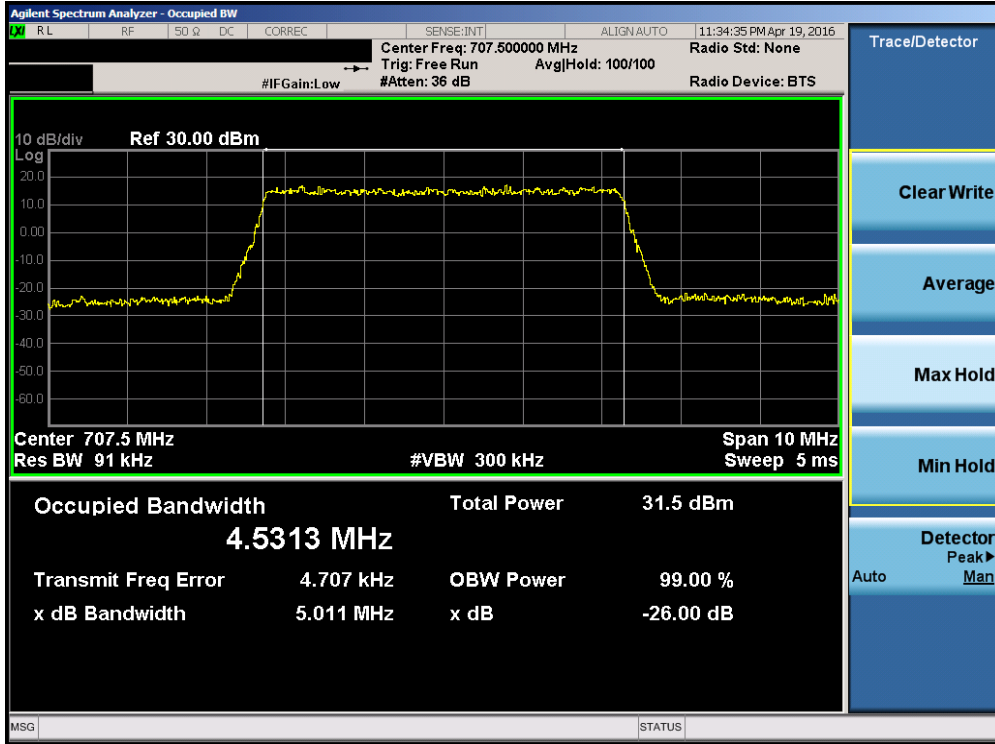 Agilent Spectrum Analyzer - Occupied BW
LXI RL RF 50 Ω DC CORREC SENSE:INT ALIGN AUTO 11:34:35 PM Apr 19, 2016
Center Freq: 707.500000 MHz Radio Std: None
Trig: Free Run Avg|Hold: 100/100
#IFGain:Low #Atten: 36 dB Radio Device: BTS
Trace/Detector
10 dB/div Ref 30.00 dBm
Log
20.0
10.0
0.00
-10.0
-20.0
-30.0
-40.0
-50.0
-60.0
Center 707.5 MHz Span 10 MHz
Res BW 91 kHz #VBW 300 kHz Sweep 5 ms
Occupied Bandwidth Total Power 31.5 dBm
4.5313 MHz
Transmit Freq Error 4.707 kHz OBW Power 99.00 %
x dB Bandwidth 5.011 MHz x dB -26.00 dB
Clear Write
Average
Max Hold
Min Hold
Detector
Peak▶
Auto Man
MSG STATUS